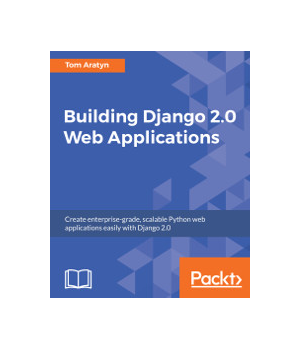 Tom Aratyn
Building Django 2.0
Web Applications
Create enterprise-grade, scalable Python web
applications easily with Django 2.0
Packt>